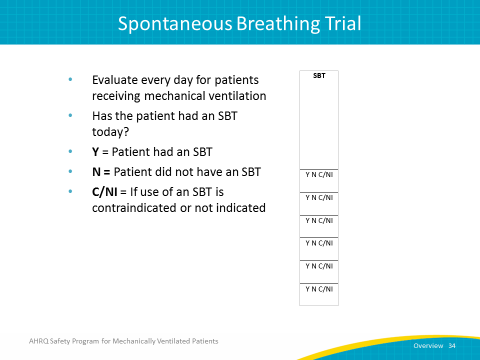 Spontaneous Breathing Trial
• Evaluate every day for patients
receiving mechanical ventilation
• Has the patient had an SBT
today?
• Y = Patient had an SBT
• N = Patient did not have an SBT
• C/NI = If use of an SBT is
contraindicated or not indicated
SBT
Y N C/NI
Y N C/NI
Y N C/NI
Y N C/NI
Y N C/NI
Y N C/NI
AHRQ Safety Program for Mechanically Ventilated Patients
Overview 34